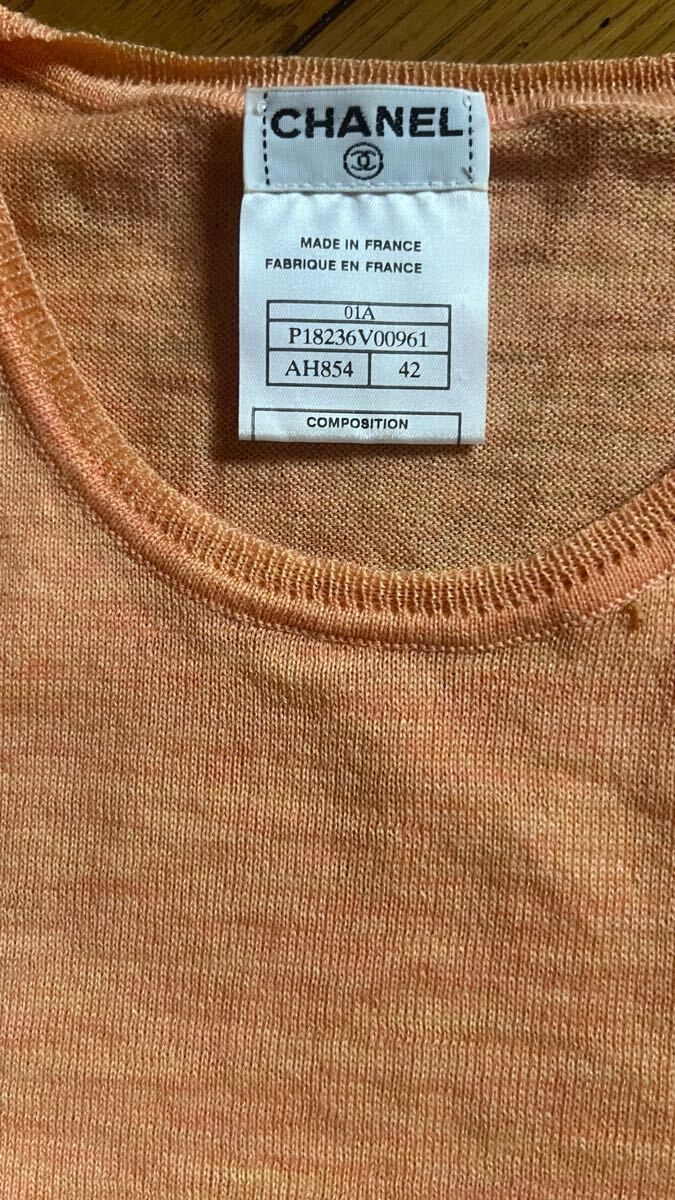 CHANEL
MADE IN FRANCE
FABRIQUE EN FRANCE
01A
P18236V00961
AH854 42
COMPOSITION